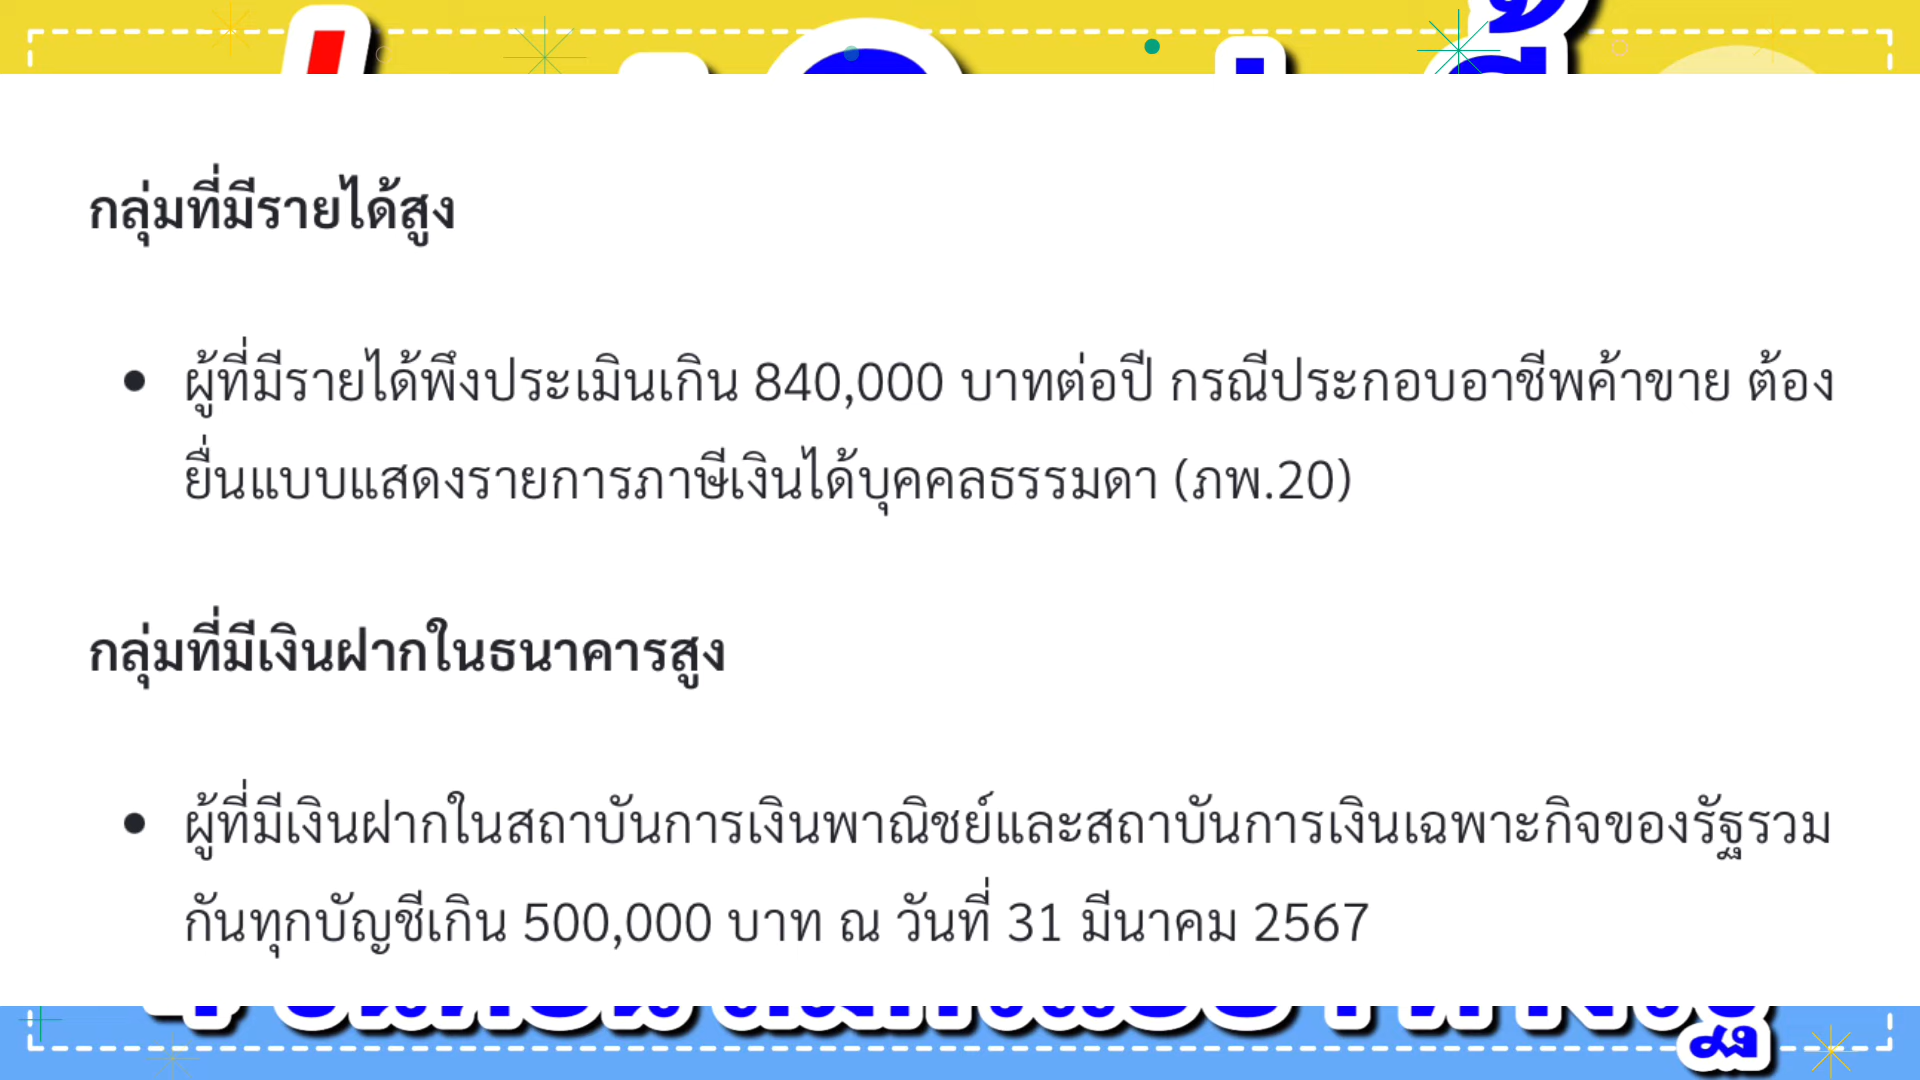 กลุ่มที่มีรายได้สูง
ผู้ที่มีรายได้พึงประเมินเกิน 840,000 บาทต่อปี กรณีประกอบอาชีพค้าขาย ต้อง
ยื่นแบบแสดงรายการภาษีเงินได้บุคคลธรรมดา (ภพ.20)
กลุ่มที่มีเงินฝากในธนาคารสูง
ผู้ที่มีเงินฝากในสถาบันการเงินพาณิชย์และสถาบันการเงินเฉพาะกิจของรัฐรวม
กันทุกบัญชีเกิน 500,000 บาท ณ วันที่ 31 มีนาคม 2567